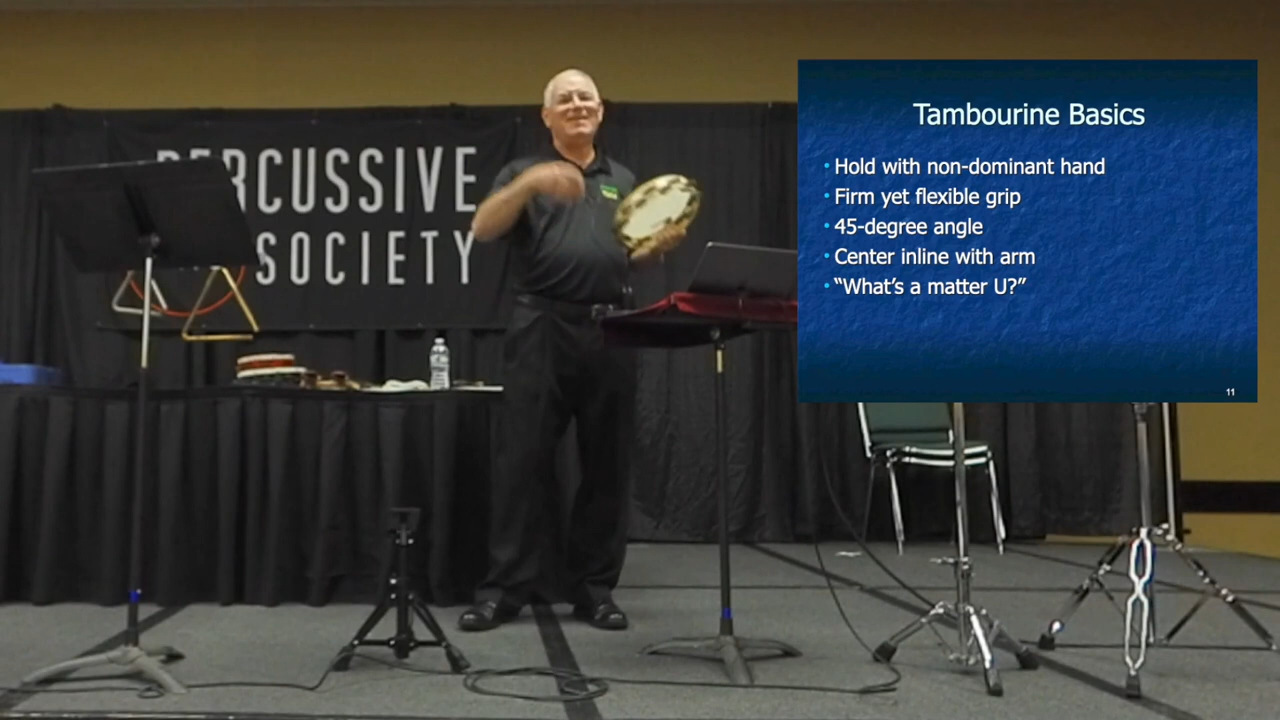 PERCUSSIVE
SOCIETY
Tambourine Basics
• Hold with non-dominant hand
• Firm yet flexible grip
• 45-degree angle
• Center inline with arm
• “What’s a matter U?”
11